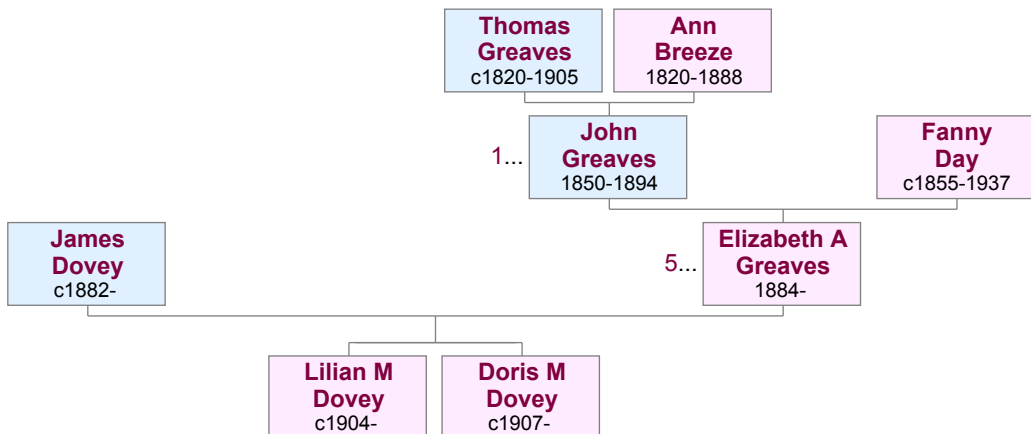 Thomas
Greaves
c1820-1905
Ann
Breeze
1820-1888
1...
John
Greaves
1850-1894
Fanny
Day
c1855-1937
James
Dovey
c1882-
5...
Elizabeth A
Greaves
1884-
Lilian M
Dovey
c1904-
Doris M
Dovey
c1907-